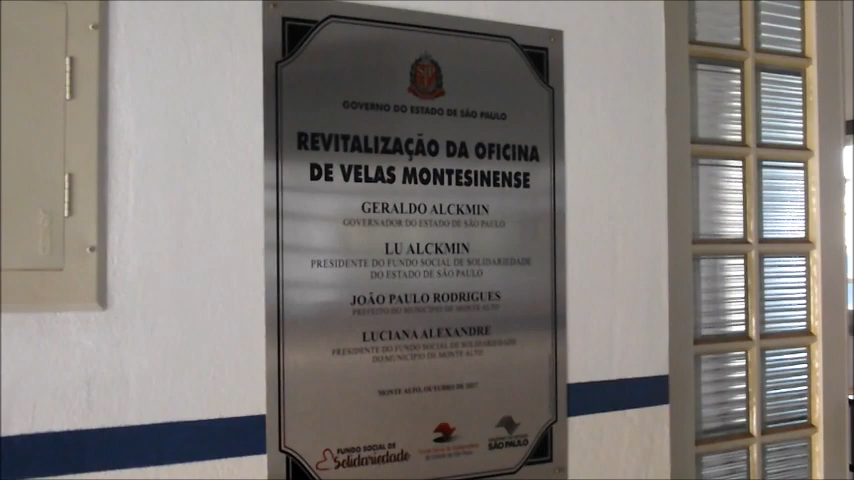 GOVERNO DO ESTADO DE SÃO PAULO
REVITALIZAÇÃO DA OFICINA
DE VELAS MONTESINENSE
GERALDO ALCKMIN
GOVERNADOR DO ESTADO DE SÃO PAULO
LU ALCKMIN
PRESIDENTE DO FUNDO SOCIAL DE SOLIDARIEDADE
DO ESTADO DE SÃO PAULO
JOÃO PAULO RODRIGUES
PREFEITO DO MUNICÍPIO DE MONTE ALTO
LUCIANA ALEXANDRE
PRESIDENTE DO FUNDO SOCIAL DE SOLIDARIEDADE
DO MUNICÍPIO DE MONTE ALTO
MONTE ALTO, OUTUBRO DE 2017
FUNDO SOCIAL DE
Solidariedade
SÃO PAULO